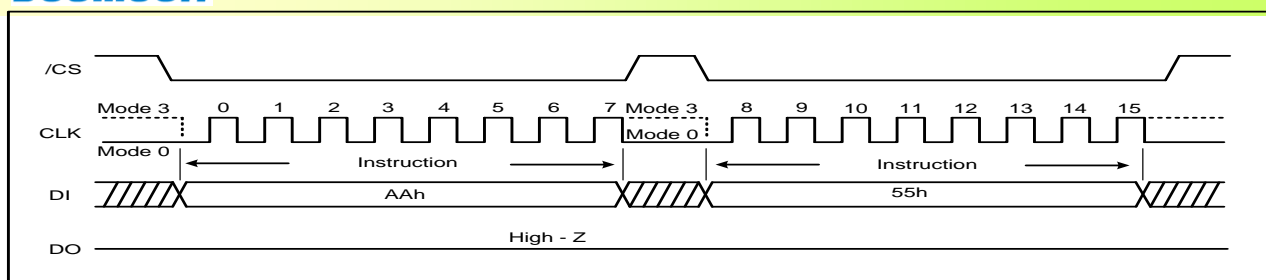 /CS
Mode 3 0 1 2 3 4 5 6 7 Mode 3 8 9 10 11 12 13 14 15
CLK
Mode 0
Mode 0
Instruction Instruction
DI AAh 55h
High - Z
DO